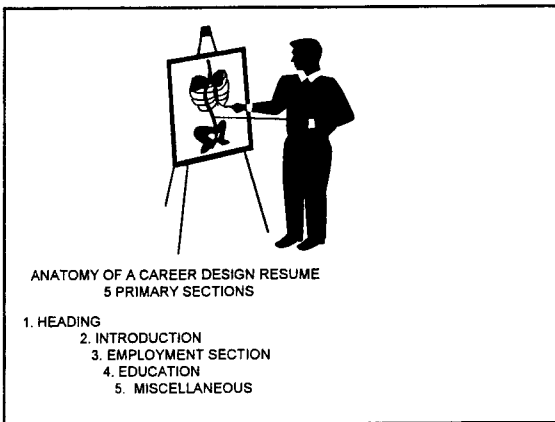 ANATOMY OF A CAREER DESIGN RESUME
5 PRIMARY SECTIONS
1. HEADING
2. INTRODUCTION
3. EMPLOYMENT SECTION
4. EDUCATION
5. MISCELLANEOUS